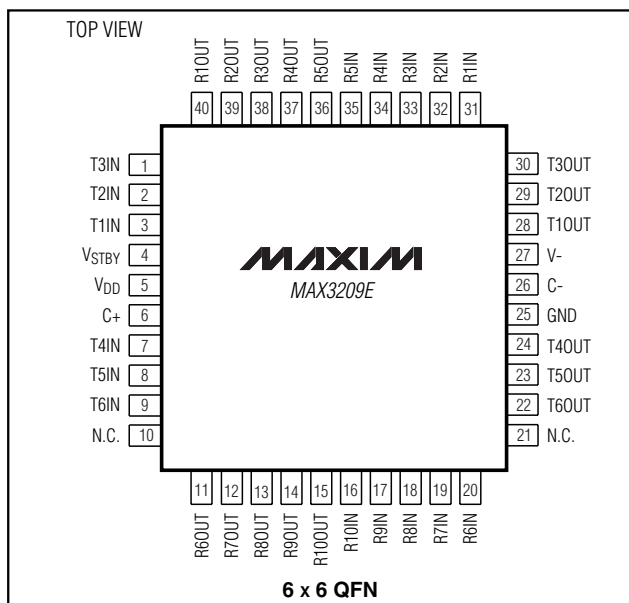 TOP VIEW
R1OUT R2OUT R3OUT R4OUT R5OUT R5IN R4IN R3IN R2IN R1IN
40 39 38 37 36 35 34 33 32 31
T3IN 1
T2IN 2
T1IN 3
VSTBY 4
VDD 5
C+ 6
T4IN 7
T5IN 8
T6IN 9
N.C. 10
MAXIM
MAX3209E
30 T3OUT
29 T2OUT
28 T1OUT
27 V-
26 C-
25 GND
24 T4OUT
23 T5OUT
22 T6OUT
21 N.C.
11 12 13 14 15 16 17 18 19 20
R6OUT R7OUT R8OUT R9OUT R10OUT R10IN R9IN R8IN R7IN R6IN
6 x 6 QFN